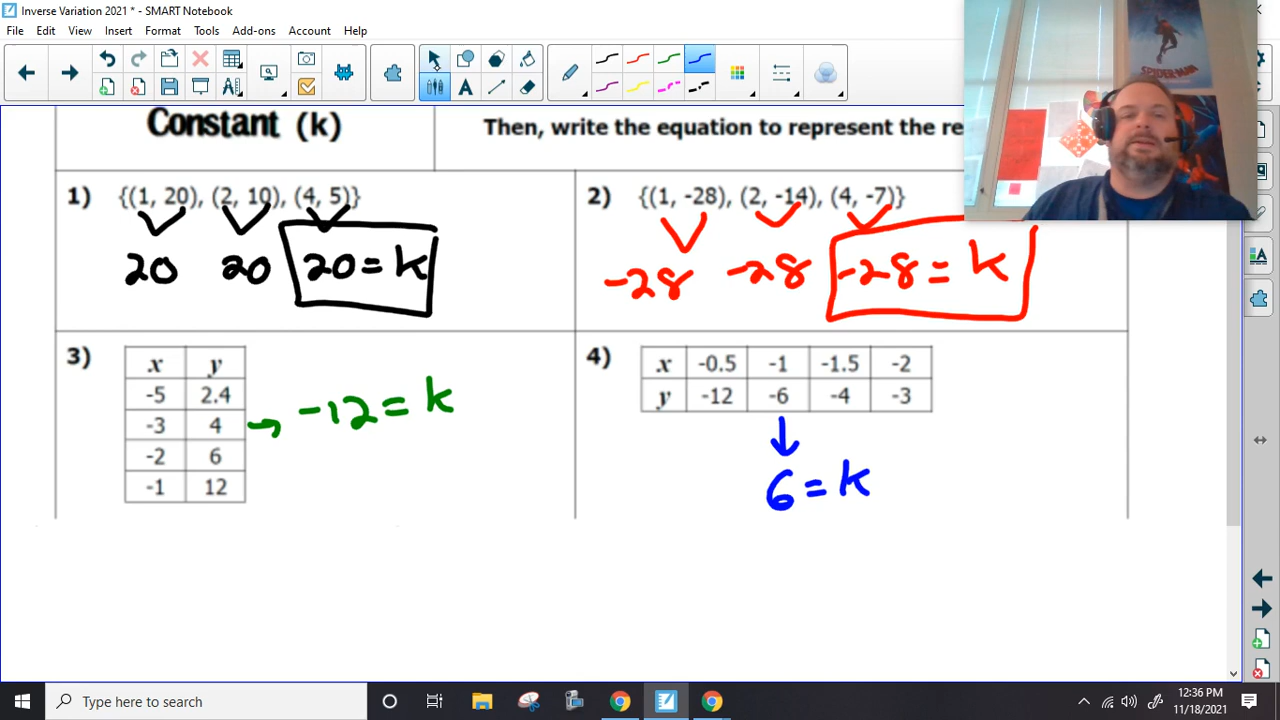 Inverse Variation 2021 * - SMART Notebook
File Edit View Insert Format Tools Add-ons Account Help
SPIDER-MAN
Constant (k)
Then, write the equation to represent the re
1) {(1, 20), (2, 10), (4, 5)}
20 20 20 = k
2) {(1, -28), (2, -14), (4, -7)}
-28 -28 -28 = k
3)
x y
-5 2.4
-3 4 → -12 = k
-2 6
-1 12
4)
x -0.5 -1 -1.5 -2
y -12 -6 -4 -3
6 = k
Type here to search
12:36 PM
11/18/2021